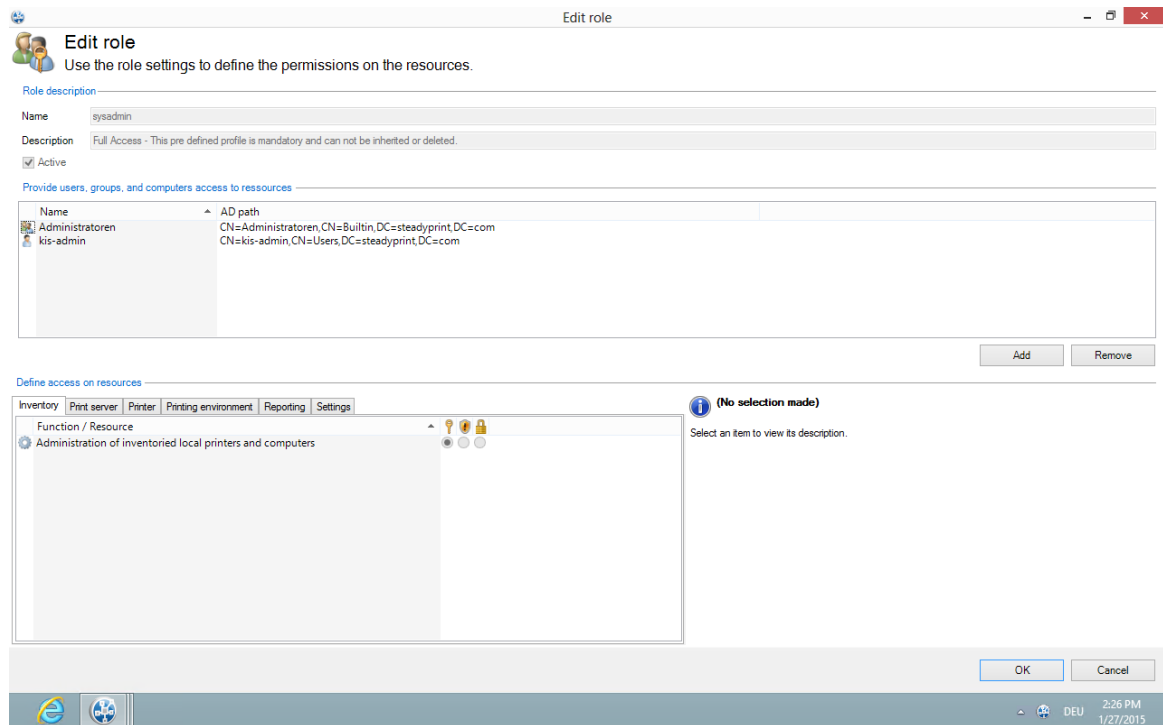 Edit role
Edit role
Use the role settings to define the permissions on the resources.
Role description
Name sysadmin
Description Full Access - This pre defined profile is mandatory and can not be inherited or deleted.
Active
Provide users, groups, and computers access to ressources
Name AD path
Administratoren CN=Administratoren,CN=Builtin,DC=steadyprint,DC=com
kis-admin CN=kis-admin,CN=Users,DC=steadyprint,DC=com
Add Remove
Define access on resources
Inventory Print server Printer Printing environment Reporting Settings
(No selection made)
Function / Resource
Select an item to view its description.
Administration of inventoried local printers and computers
OK Cancel
DEU 2:26 PM
1/27/2015